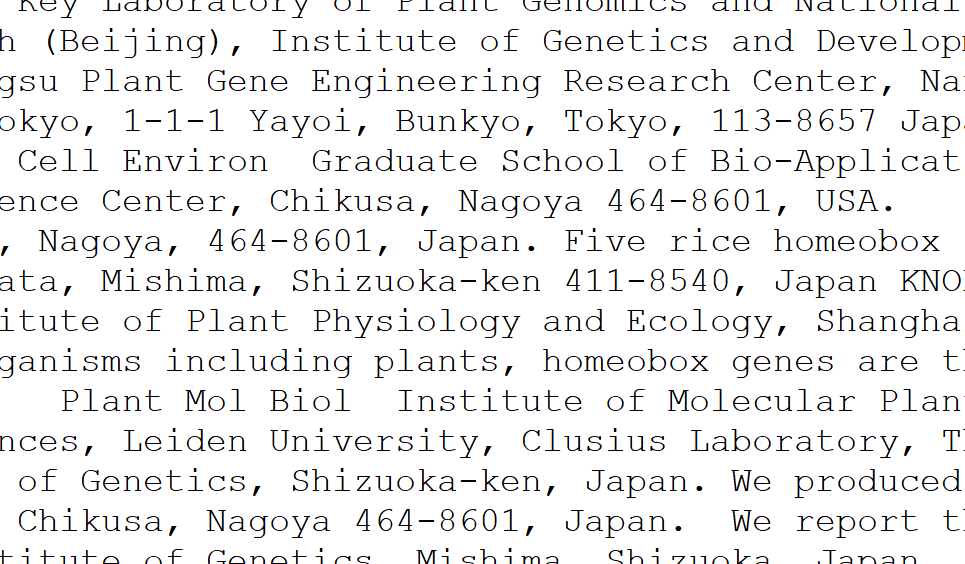 Key Laboratory of Plant Genomics and National
h (Beijing), Institute of Genetics and Develop
gsu Plant Gene Engineering Research Center, Na
okyo, 1-1-1 Yayoi, Bunkyo, Tokyo, 113-8657 Jap
Cell Environ  Graduate School of Bio-Applicat
ence Center, Chikusa, Nagoya 464-8601, USA.
, Nagoya, 464-8601, Japan. Five rice homeobox
ata, Mishima, Shizuoka-ken 411-8540, Japan KNO
itute of Plant Physiology and Ecology, Shangha
ganisms including plants, homeobox genes are t
Plant Mol Biol  Institute of Molecular Plan
nces, Leiden University, Clusius Laboratory, T
of Genetics, Shizuoka-ken, Japan. We produced
Chikusa, Nagoya 464-8601, Japan.  We report t
titute of Genetics, Mishima, Shizuoka, Japan